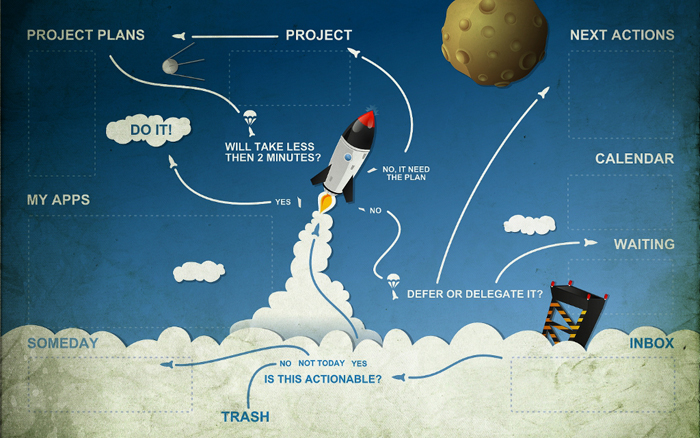 PROJECT PLANS
PROJECT
NEXT ACTIONS
DO IT!
WILL TAKE LESS
THEN 2 MINUTES?
CALENDAR
NO, IT NEED
THE PLAN
MY APPS
YES
NO
WAITING
DEFER OR DELEGATE IT?
SOMEDAY
INBOX
NO
NOT TODAY
YES
IS THIS ACTIONABLE?
TRASH